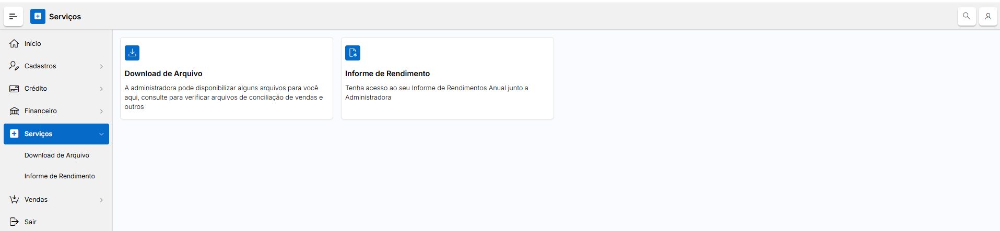 Serviços
Início
Cadastros
Crédito
Financeiro
Serviços
Download de Arquivo
Informe de Rendimento
Vendas
Sair
Download de Arquivo
A administradora pode disponibilizar alguns arquivos para você
aqui, consulte para verificar arquivos de conciliação de vendas e
outros
Informe de Rendimento
Tenha acesso ao seu Informe de Rendimentos Anual junto a
Administradora